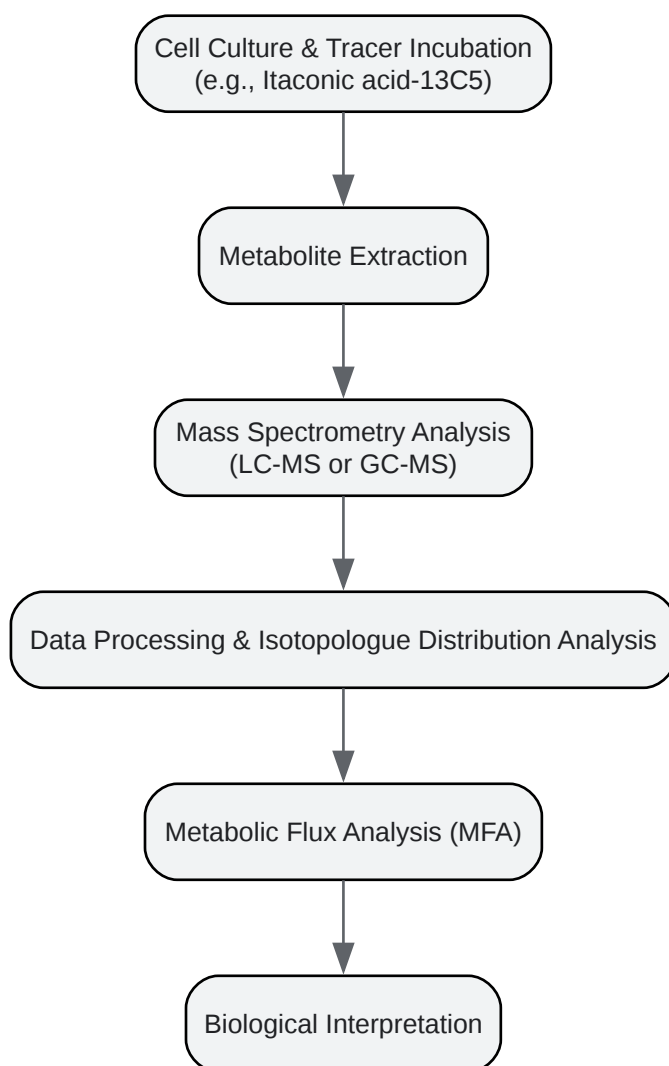 Cell Culture & Tracer Incubation
(e.g., Itaconic acid-13C5)
Metabolite Extraction
Mass Spectrometry Analysis
(LC-MS or GC-MS)
Data Processing & Isotopologue Distribution Analysis
Metabolic Flux Analysis (MFA)
Biological Interpretation